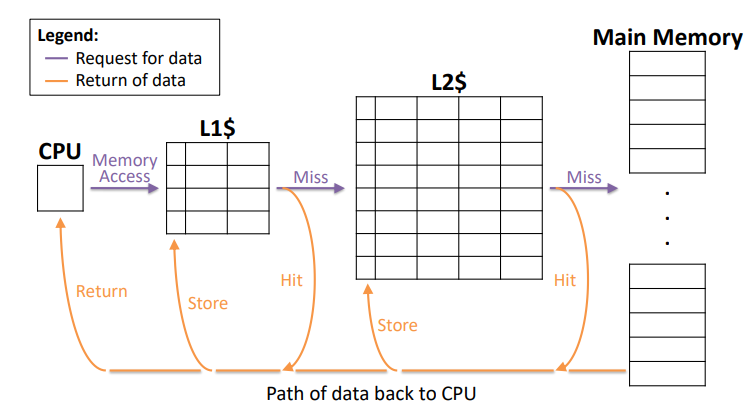 Legend:
Request for data
Return of data
Main Memory
L2$
L1$
CPU
Memory
Access
Miss
Miss
.
.
.
Return
Store
Hit
Store
Hit
Path of data back to CPU